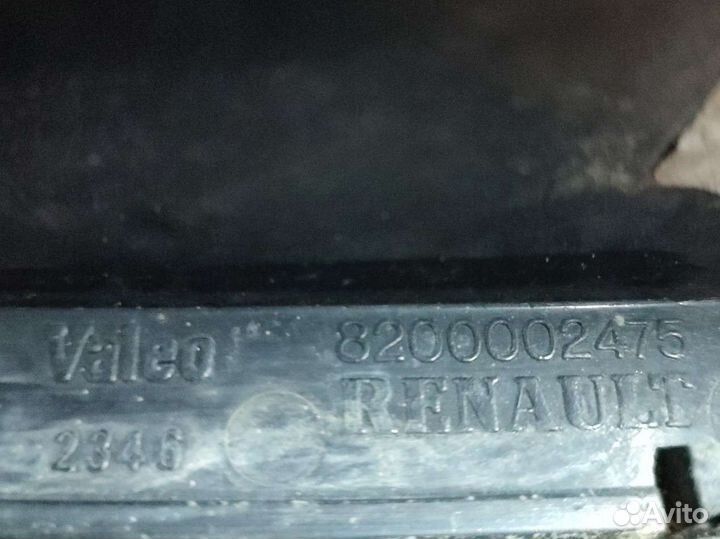 Valeo 8200002475
RENAULT
2346
Avito